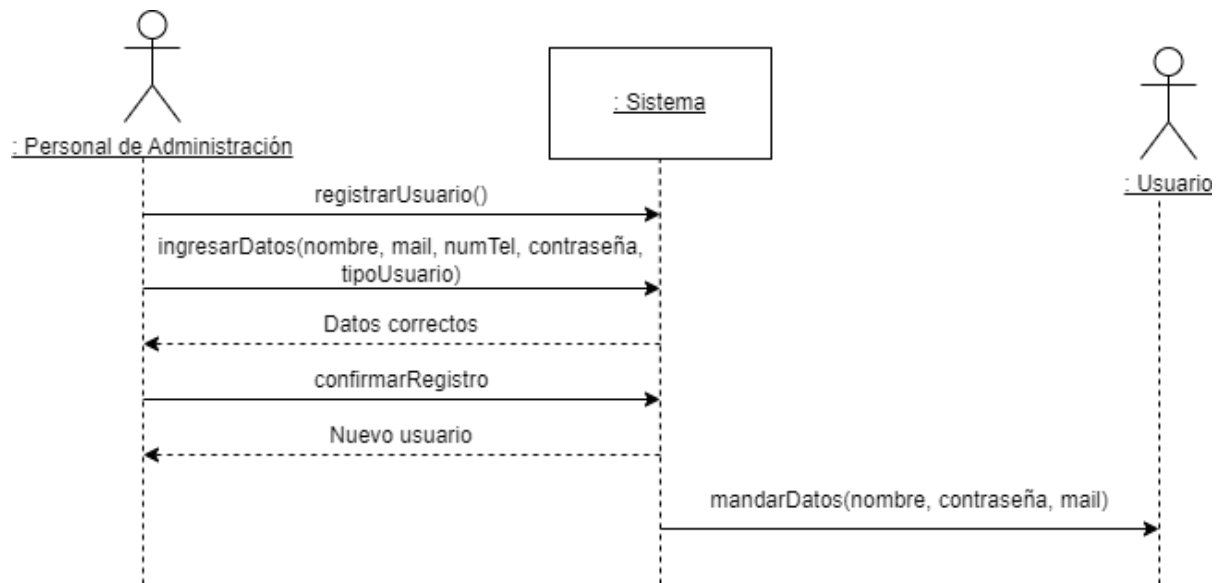 : Sistema
: Personal de Administración
: Usuario
registrarUsuario()
ingresarDatos(nombre, mail, numTel, contraseña,
tipoUsuario)
Datos correctos
confirmarRegistro
Nuevo usuario
mandarDatos(nombre, contraseña, mail)